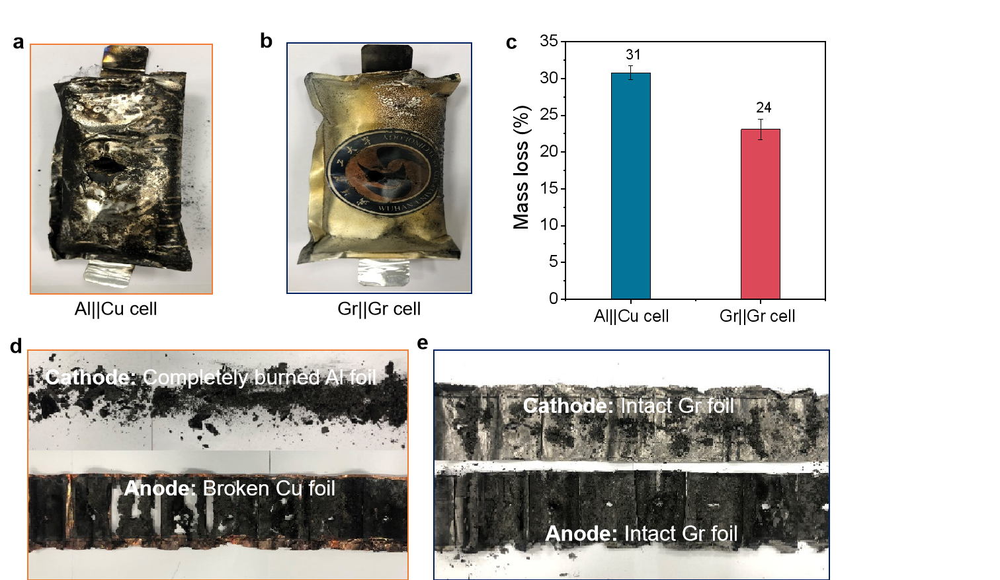 a
b
c
WUHAN
Al||Cu cell
Gr||Gr cell
Mass loss (%)
35
30
25
20
15
10
5
0
31
24
Al||Cu cell
Gr||Gr cell
d
e
Cathode: Completely burned Al foil
Anode: Broken Cu foil
Cathode: Intact Gr foil
Anode: Intact Gr foil